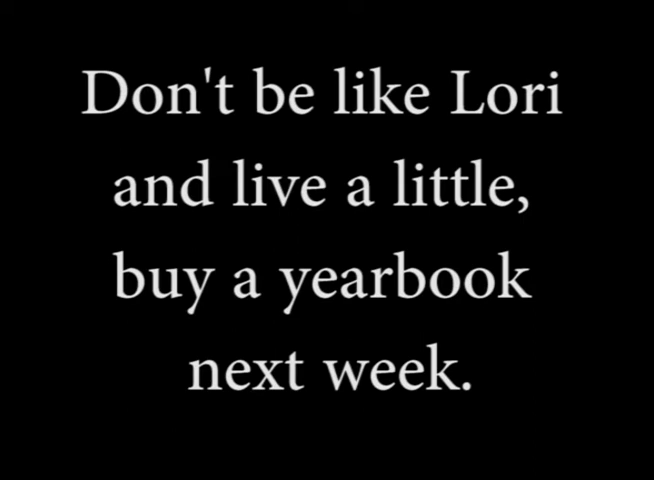 Don't be like Lori
and live a little,
buy a yearbook
next week.